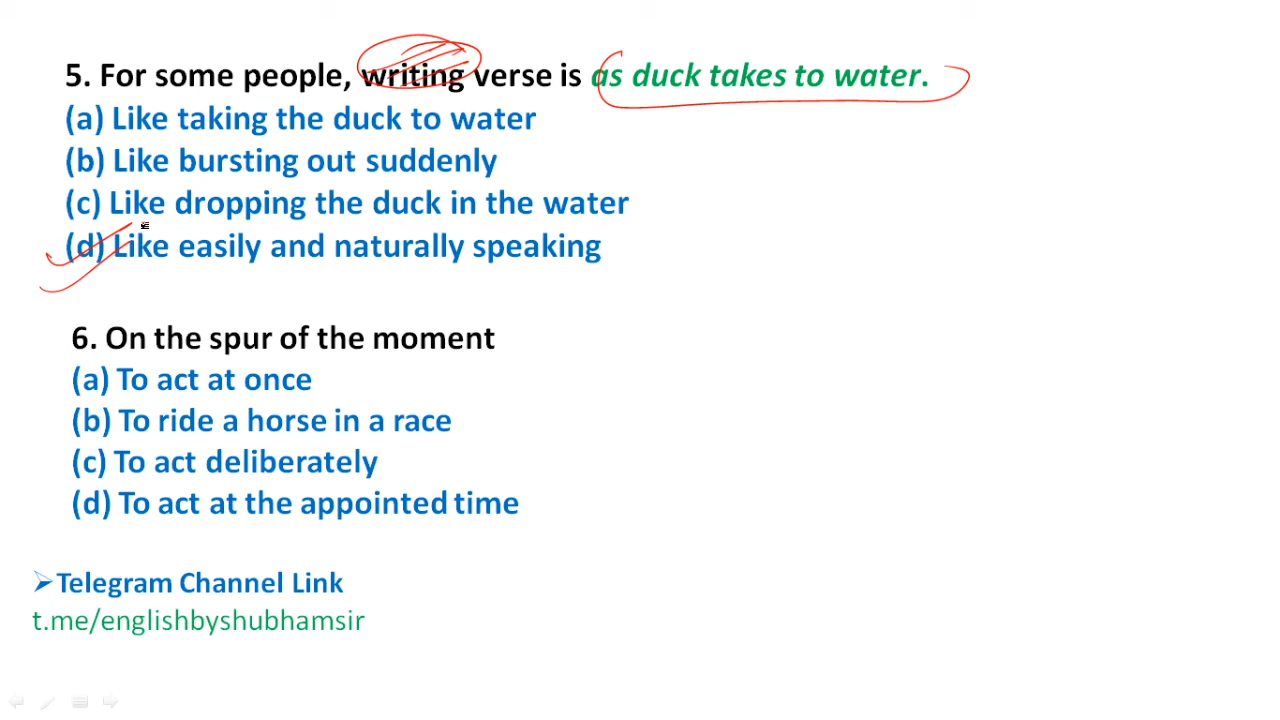 5. For some people, writing verse is as duck takes to water.
(a) Like taking the duck to water
(b) Like bursting out suddenly
(c) Like dropping the duck in the water
(d) Like easily and naturally speaking
6. On the spur of the moment
(a) To act at once
(b) To ride a horse in a race
(c) To act deliberately
(d) To act at the appointed time
Telegram Channel Link
t.me/englishbyshubhamsir